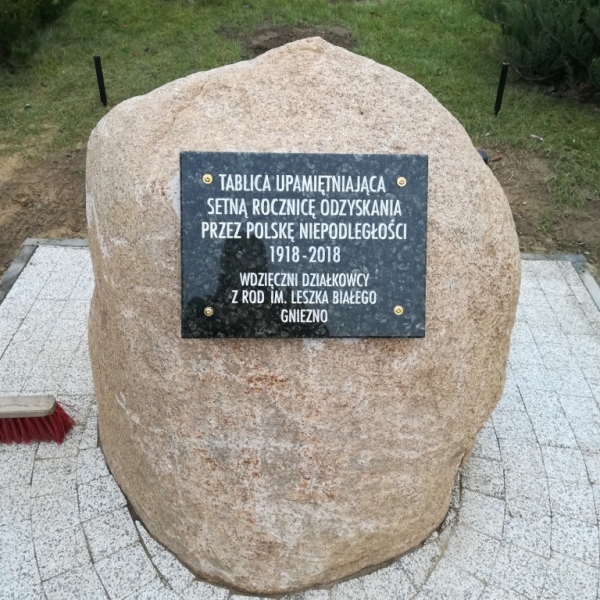 TABLICA UPAMIĘTNIAJĄCA
SETNĄ ROCZNICĘ ODZYSKANIA
PRZEZ POLSKĘ NIEPODLEGŁOŚCI
1918-2018
WDZIĘCZNI DZIAŁKOWCY
Z ROD IM. LESZKA BIAŁEGO
GNIEZNO